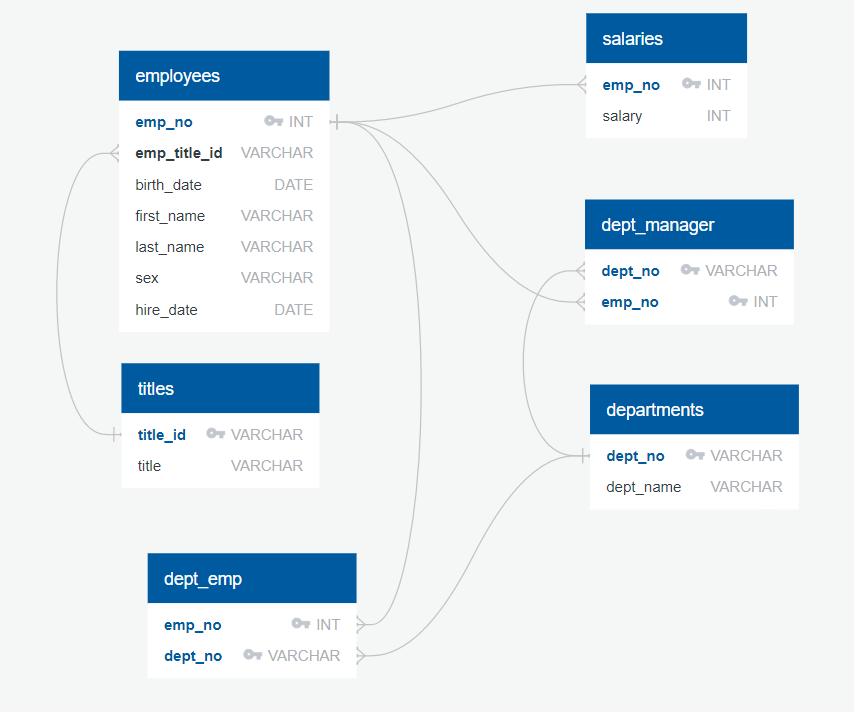 employees
emp_no INT
emp_title_id VARCHAR
birth_date DATE
first_name VARCHAR
last_name VARCHAR
sex VARCHAR
hire_date DATE
titles
title_id VARCHAR
title VARCHAR
dept_emp
emp_no INT
dept_no VARCHAR
salaries
emp_no INT
salary INT
dept_manager
dept_no VARCHAR
emp_no INT
departments
dept_no VARCHAR
dept_name VARCHAR